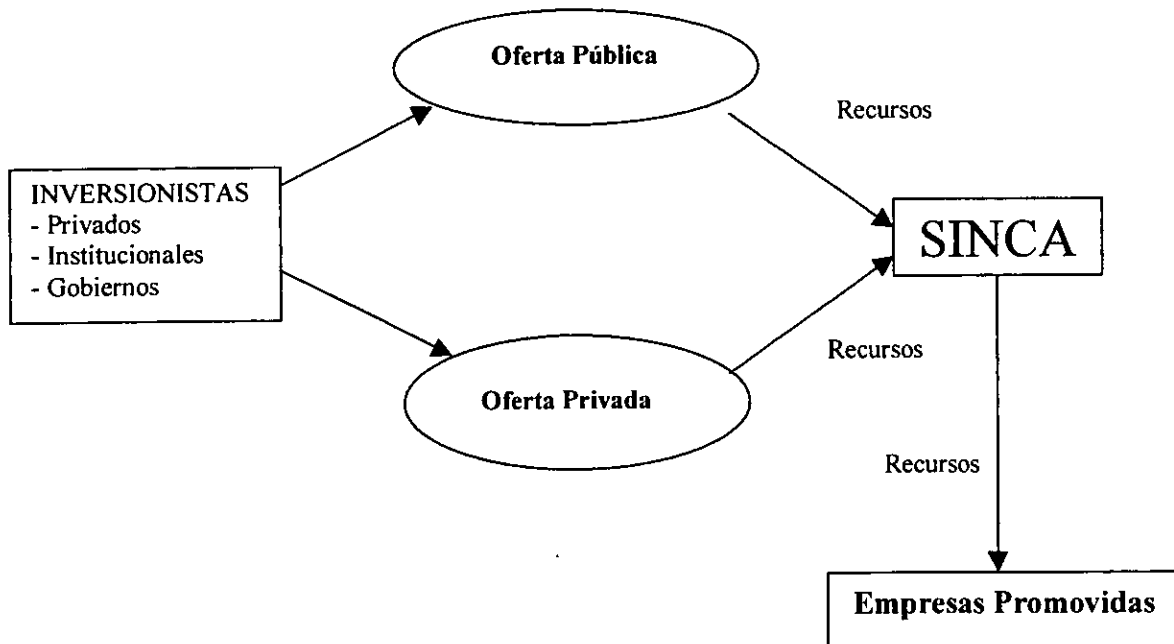 Oferta Pública
Recursos
INVERSIONISTAS
- Privados
- Institucionales
- Gobiernos
SINCA
Recursos
Oferta Privada
Recursos
Empresas Promovidas